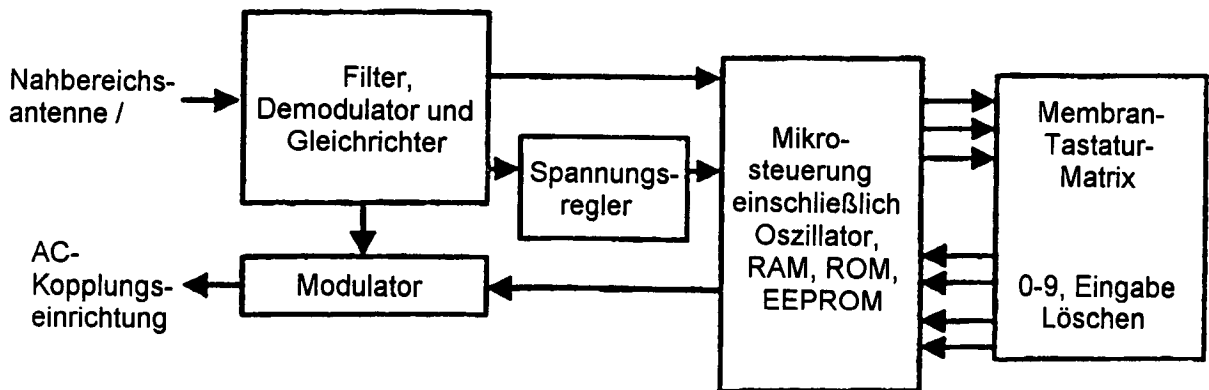 Nahbereichs-
antenne /
Filter,
Demodulator und
Gleichrichter
Spannungs-
regler
Mikro-
steuerung
einschließlich
Oszillator,
RAM, ROM,
EEPROM
Membran-
Tastatur-
Matrix
0-9, Eingabe
Löschen
AC-
Kopplungs-
einrichtung
Modulator